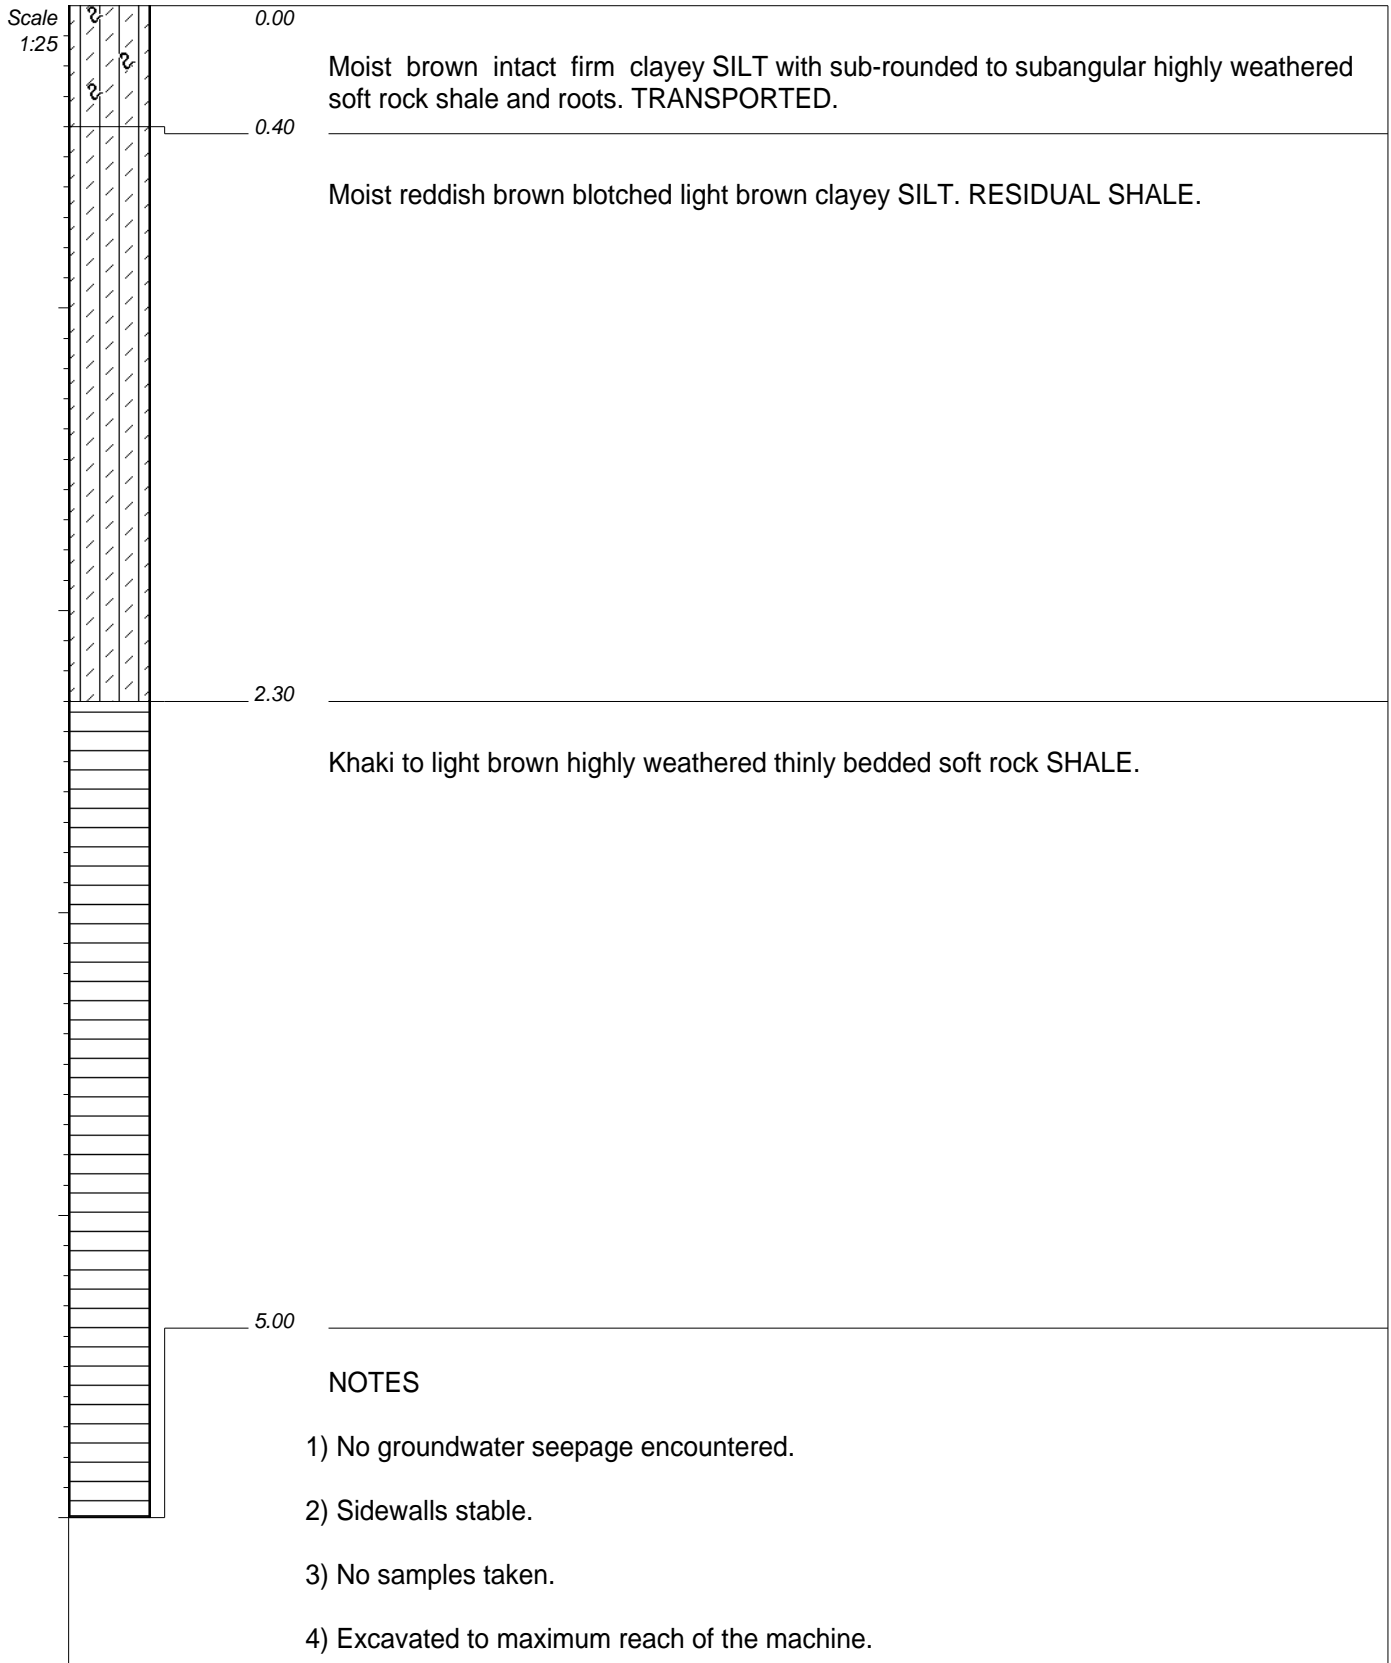 Scale
1:25
0.00
Moist brown intact firm clayey SILT with sub-rounded to subangular highly weathered
soft rock shale and roots. TRANSPORTED.
0.40
Moist reddish brown blotched light brown clayey SILT. RESIDUAL SHALE.
2.30
Khaki to light brown highly weathered thinly bedded soft rock SHALE.
5.00
NOTES
1) No groundwater seepage encountered.
2) Sidewalls stable.
3) No samples taken.
4) Excavated to maximum reach of the machine.